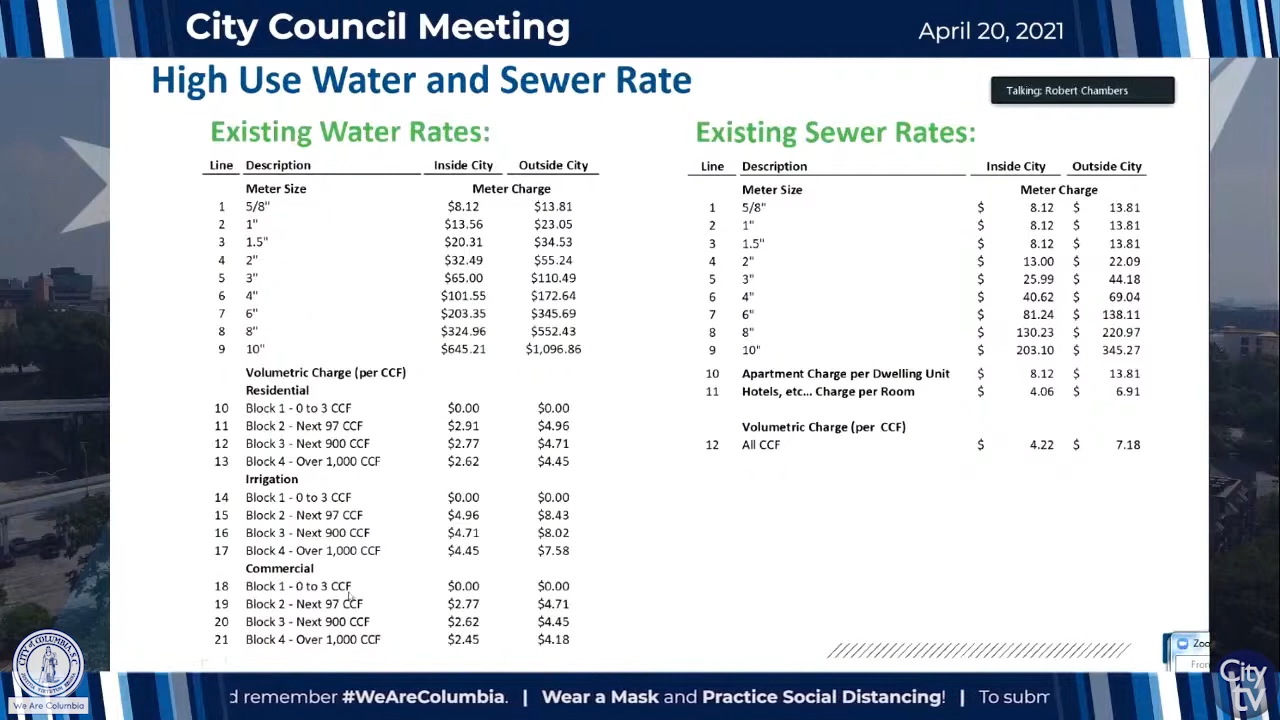 City Council Meeting
April 20, 2021
High Use Water and Sewer Rate
Talking: Robert Chambers
Existing Water Rates:
Line Description Inside City Outside City
Meter Size Meter Charge
1 5/8" $8.12 $13.81
2 1" $13.56 $23.05
3 1.5" $20.31 $34.53
4 2" $32.49 $55.24
5 3" $65.00 $110.49
6 4" $101.55 $172.64
7 6" $203.35 $345.69
8 8" $324.96 $552.43
9 10" $645.21 $1,096.86
Volumetric Charge (per CCF)
Residential
10 Block 1 - 0 to 3 CCF $0.00 $0.00
11 Block 2 - Next 97 CCF $2.91 $4.96
12 Block 3 - Next 900 CCF $2.77 $4.71
13 Block 4 - Over 1,000 CCF $2.62 $4.45
Irrigation
14 Block 1 - 0 to 3 CCF $0.00 $0.00
15 Block 2 - Next 97 CCF $4.96 $8.43
16 Block 3 - Next 900 CCF $4.71 $8.02
17 Block 4 - Over 1,000 CCF $4.45 $7.58
Commercial
18 Block 1 - 0 to 3 CCF $0.00 $0.00
19 Block 2 - Next 97 CCF $2.77 $4.71
20 Block 3 - Next 900 CCF $2.62 $4.45
21 Block 4 - Over 1,000 CCF $2.45 $4.18
Existing Sewer Rates:
Line Description Inside City Outside City
Meter Size Meter Charge
1 5/8" $ 8.12 $ 13.81
2 1" $ 8.12 $ 13.81
3 1.5" $ 8.12 $ 13.81
4 2" $ 13.00 $ 22.09
5 3" $ 25.99 $ 44.18
6 4" $ 40.62 $ 69.04
7 6" $ 81.24 $ 138.11
8 8" $ 130.23 $ 220.97
9 10" $ 203.10 $ 345.27
10 Apartment Charge per Dwelling Unit $ 8.12 $ 13.81
11 Hotels, etc... Charge per Room $ 4.06 $ 6.91
Volumetric Charge (per CCF)
12 All CCF $ 4.22 $ 7.18
Zoo
From
We Are Columbia
d remember #WeAreColumbia. | Wear a Mask and Practice Social Distancing! | To subm
City
tv